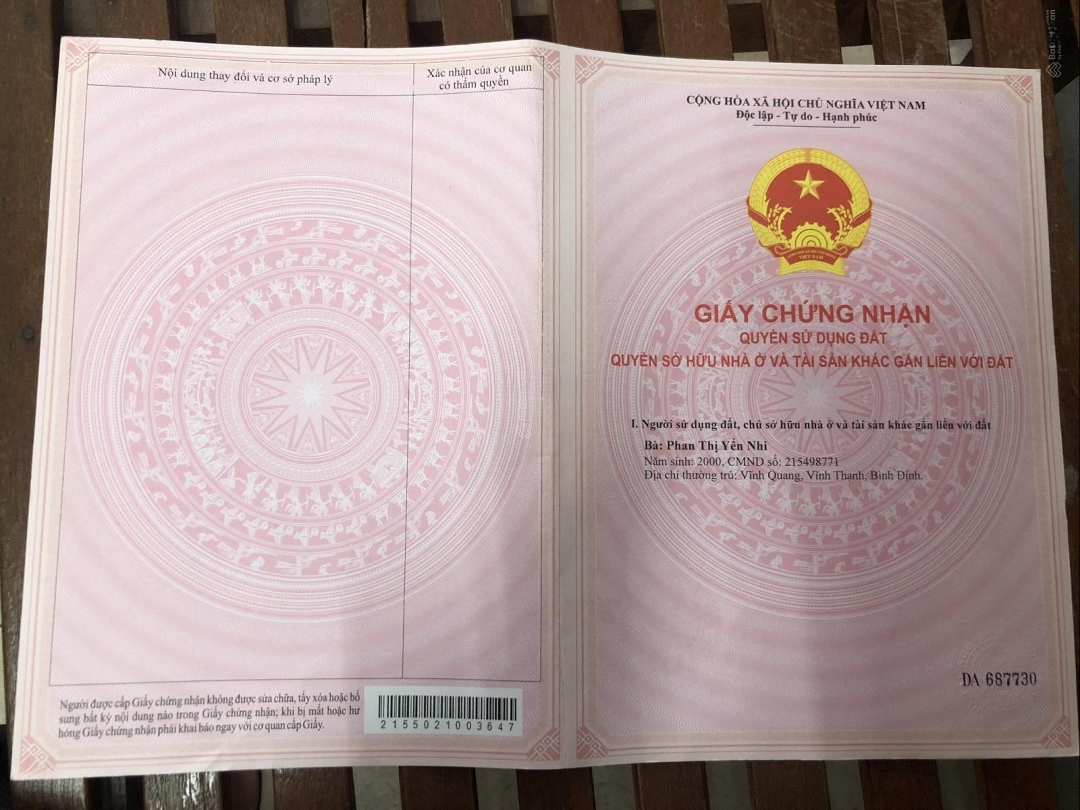 Nội dung thay đổi và cơ sở pháp lý
Xác nhận của cơ quan
có thẩm quyền
Người được cấp Giấy chứng nhận không được sửa chữa, tẩy xóa hoặc bổ
sung bất kỳ nội dung nào trong Giấy chứng nhận; khi bị mất hoặc hư
hỏng Giấy chứng nhận phải khai báo ngay với cơ quan cấp Giấy.
2155021003647
CỘNG HÒA XÃ HỘI CHỦ NGHĨA VIỆT NAM
Độc lập - Tự do - Hạnh phúc
VIỆT NAM
GIẤY CHỨNG NHẬN
QUYỀN SỬ DỤNG ĐẤT
QUYỀN SỞ HỮU NHÀ Ở VÀ TÀI SẢN KHÁC GẮN LIỀN VỚI ĐẤT
I. Người sử dụng đất, chủ sở hữu nhà ở và tài sản khác gắn liền với đất
Bà: Phan Thị Yến Nhi
Năm sinh: 2000, CMND số: 215498771
Địa chỉ thường trú: Vĩnh Quang, Vĩnh Thạnh, Bình Định.
DA 687730